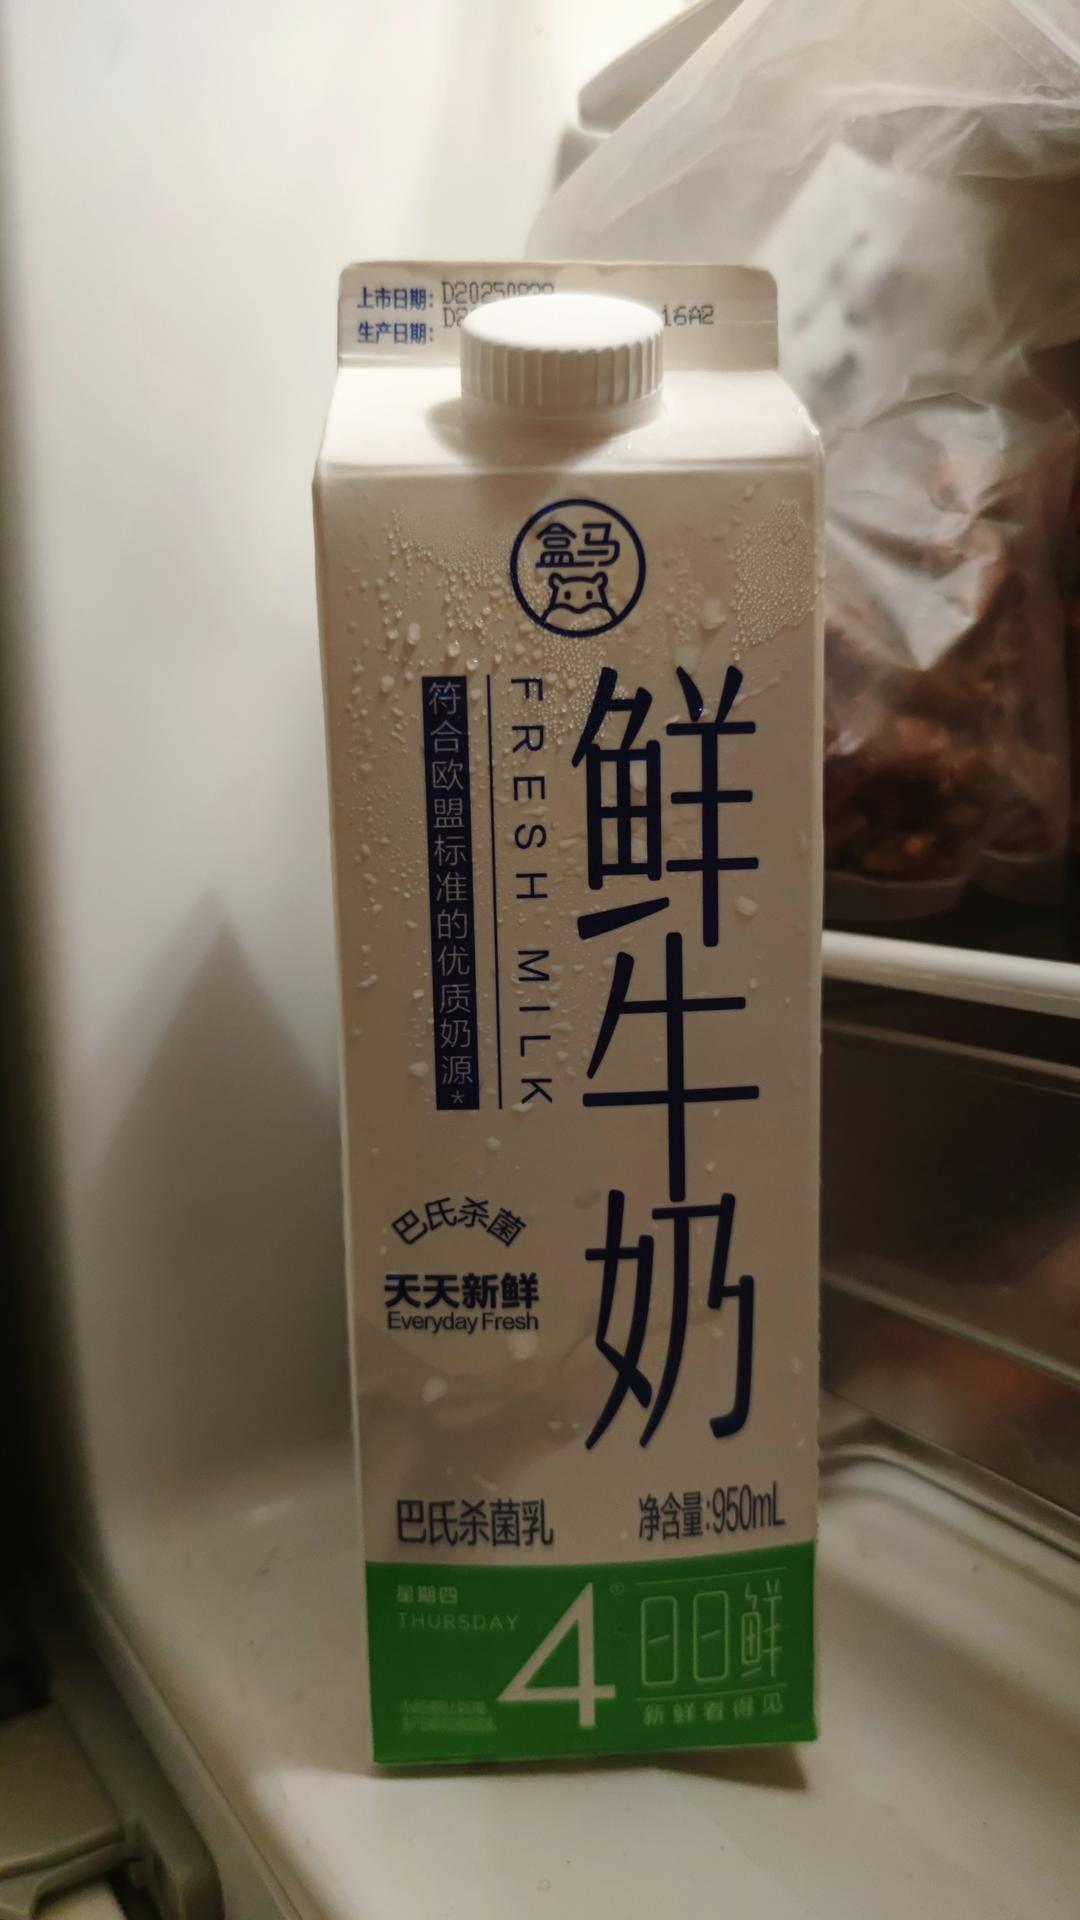 上市日期:
生产日期:
16A2
盒马
鲜牛奶
FRESH MILK
符合欧盟标准的优质奶源*
巴氏杀菌
天天新鲜
Everyday Fresh
巴氏杀菌乳
净含量:950mL
星期四
THURSDAY
4
日日鲜
新鲜看得见